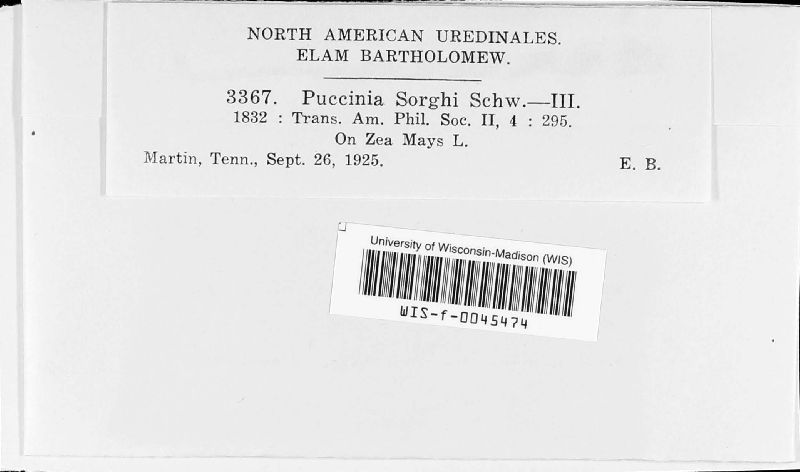 NORTH AMERICAN UREDINALES.
ELAM BARTHOLOMEW.
3367. Puccinia Sorghi Schw.—III.
1832 : Trans. Am. Phil. Soc. II, 4 : 295.
On Zea Mays L.
Martin, Tenn., Sept. 26, 1925. E. B.
University of Wisconsin-Madison (WIS)
WIS-f-0045474